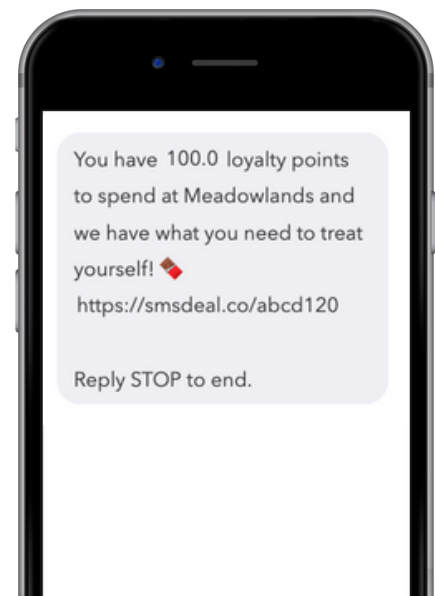 You have 100.0 loyalty points
to spend at Meadowlands and
we have what you need to treat
yourself! 🍫
https://smsdeal.co/abcd120
Reply STOP to end.